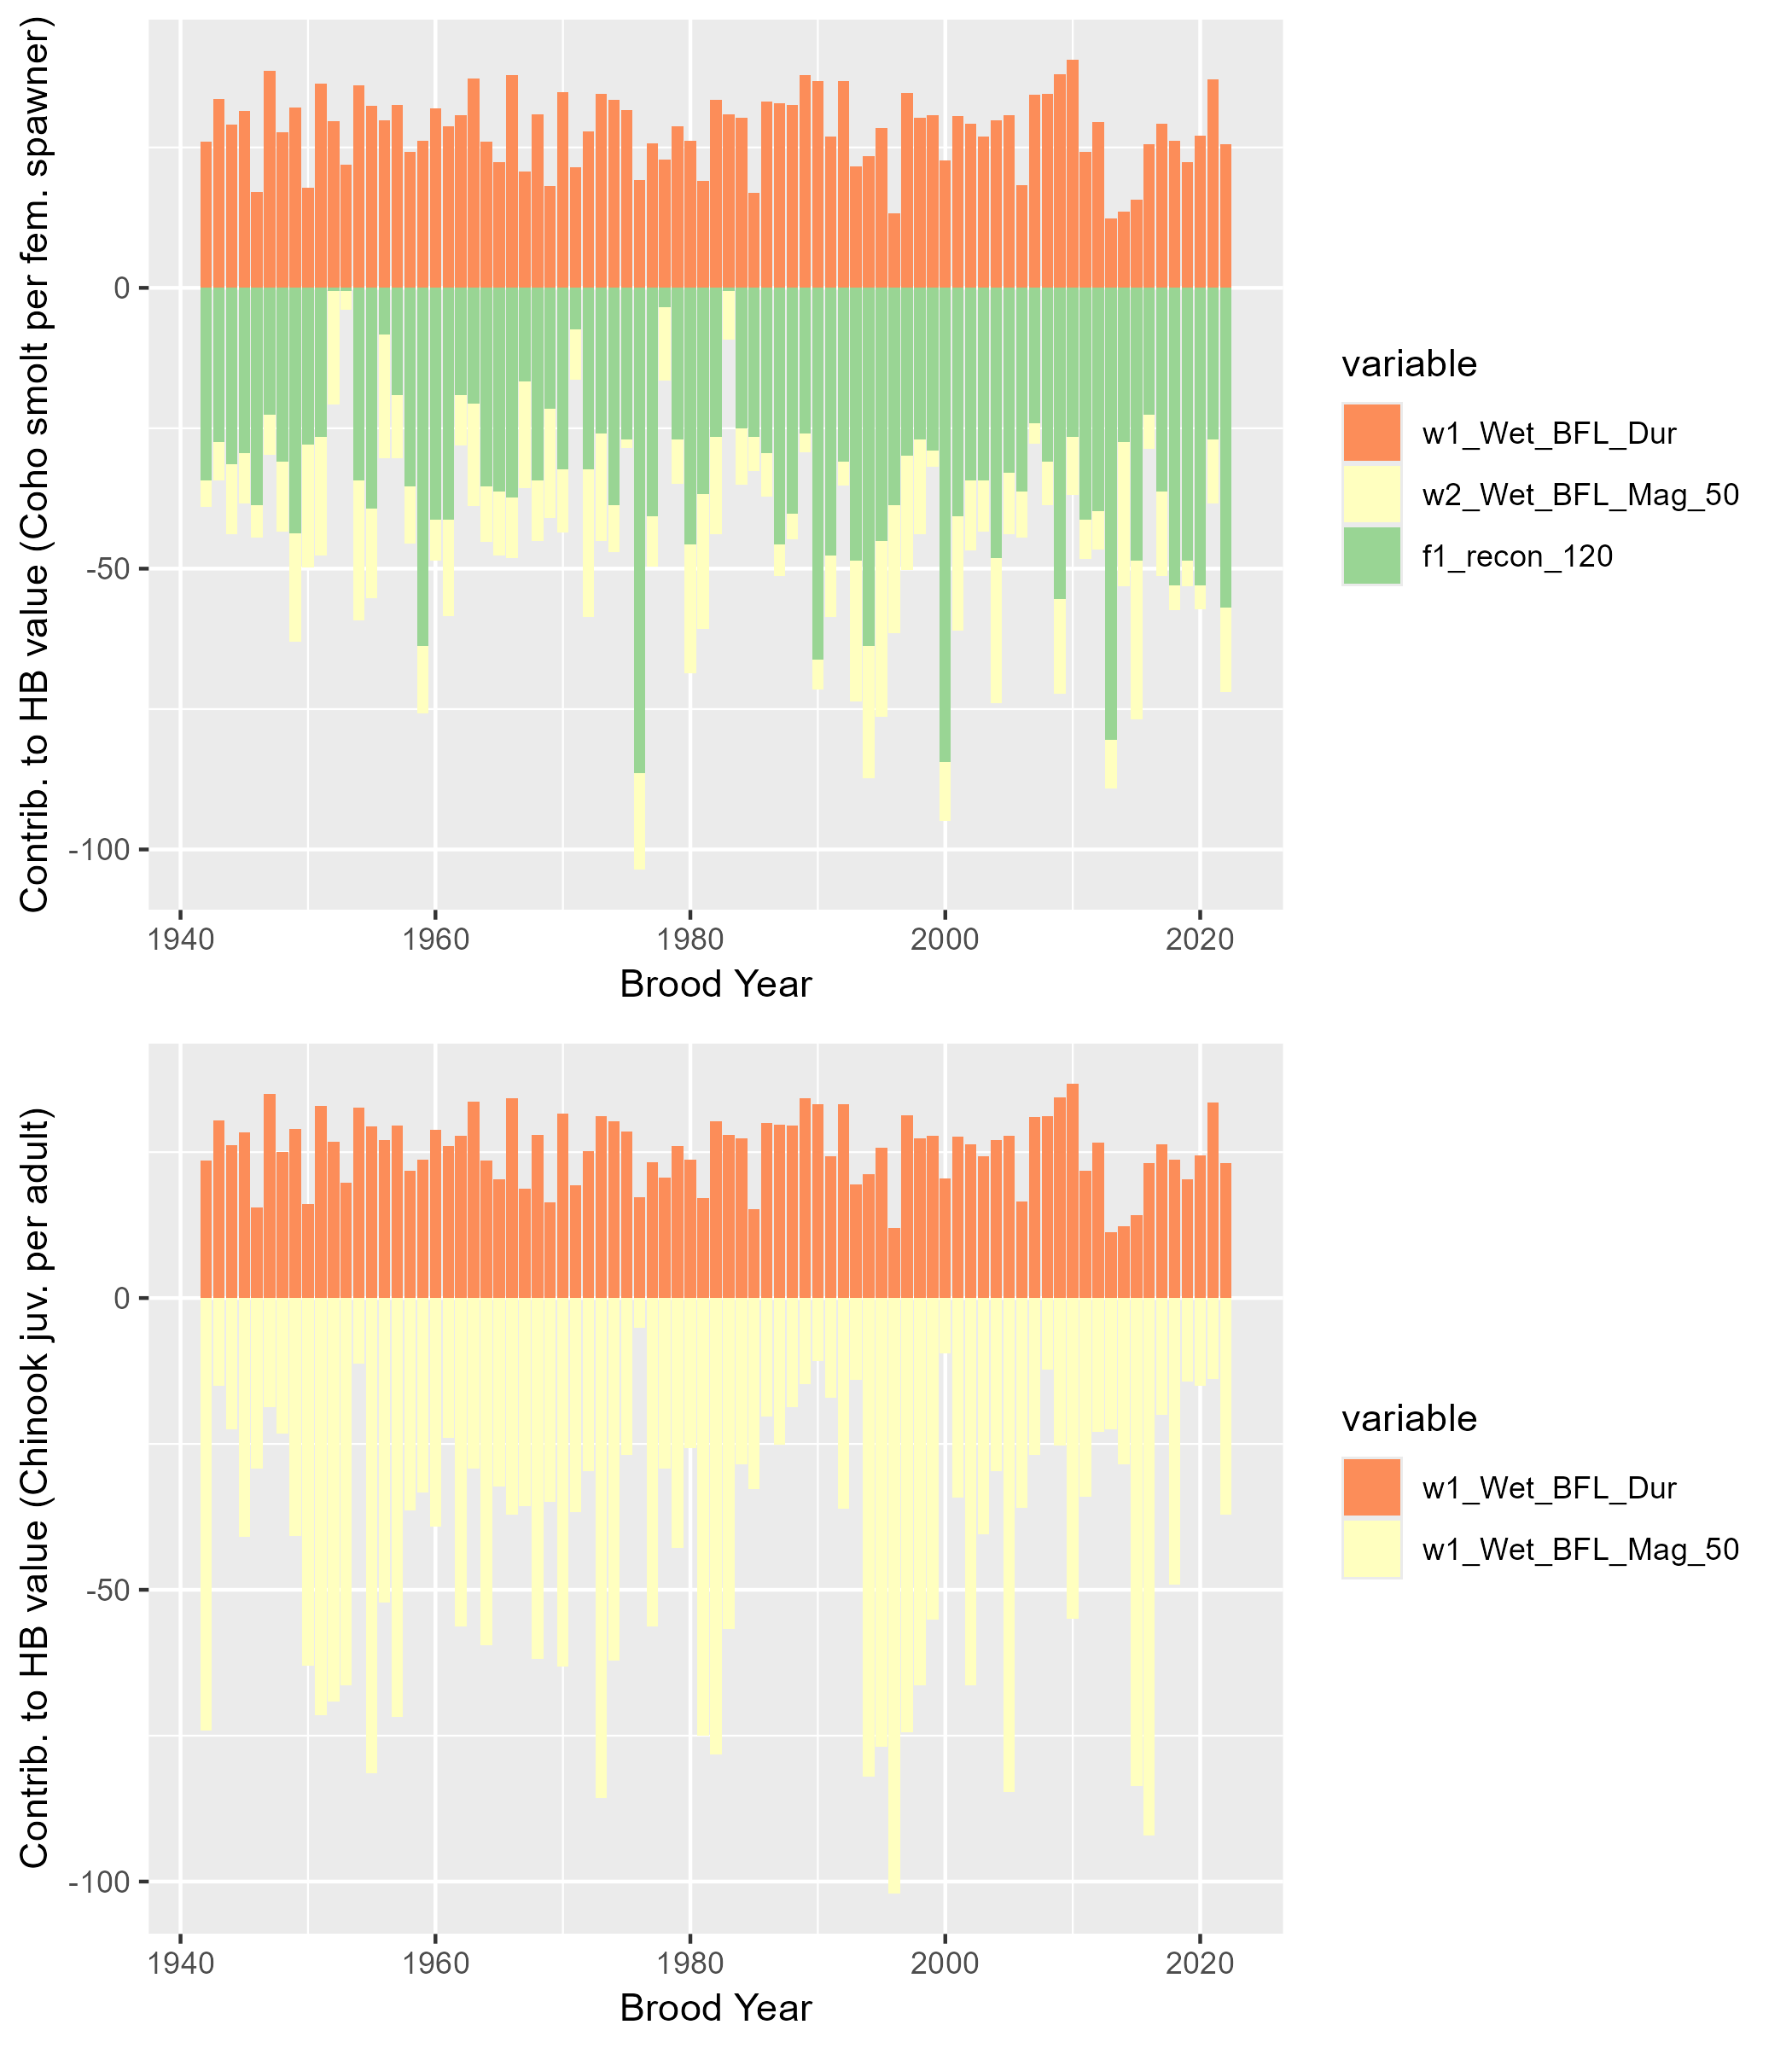 Contrib. to HB value (Coho smolt per fem. spawner)
0
-50
-100
1940 1960 1980 2000 2020
Brood Year
variable
w1_Wet_BFL_Dur
w2_Wet_BFL_Mag_50
f1_recon_120
Contrib. to HB value (Chinook juv. per adult)
0
-50
-100
1940 1960 1980 2000 2020
Brood Year
variable
w1_Wet_BFL_Dur
w1_Wet_BFL_Mag_50